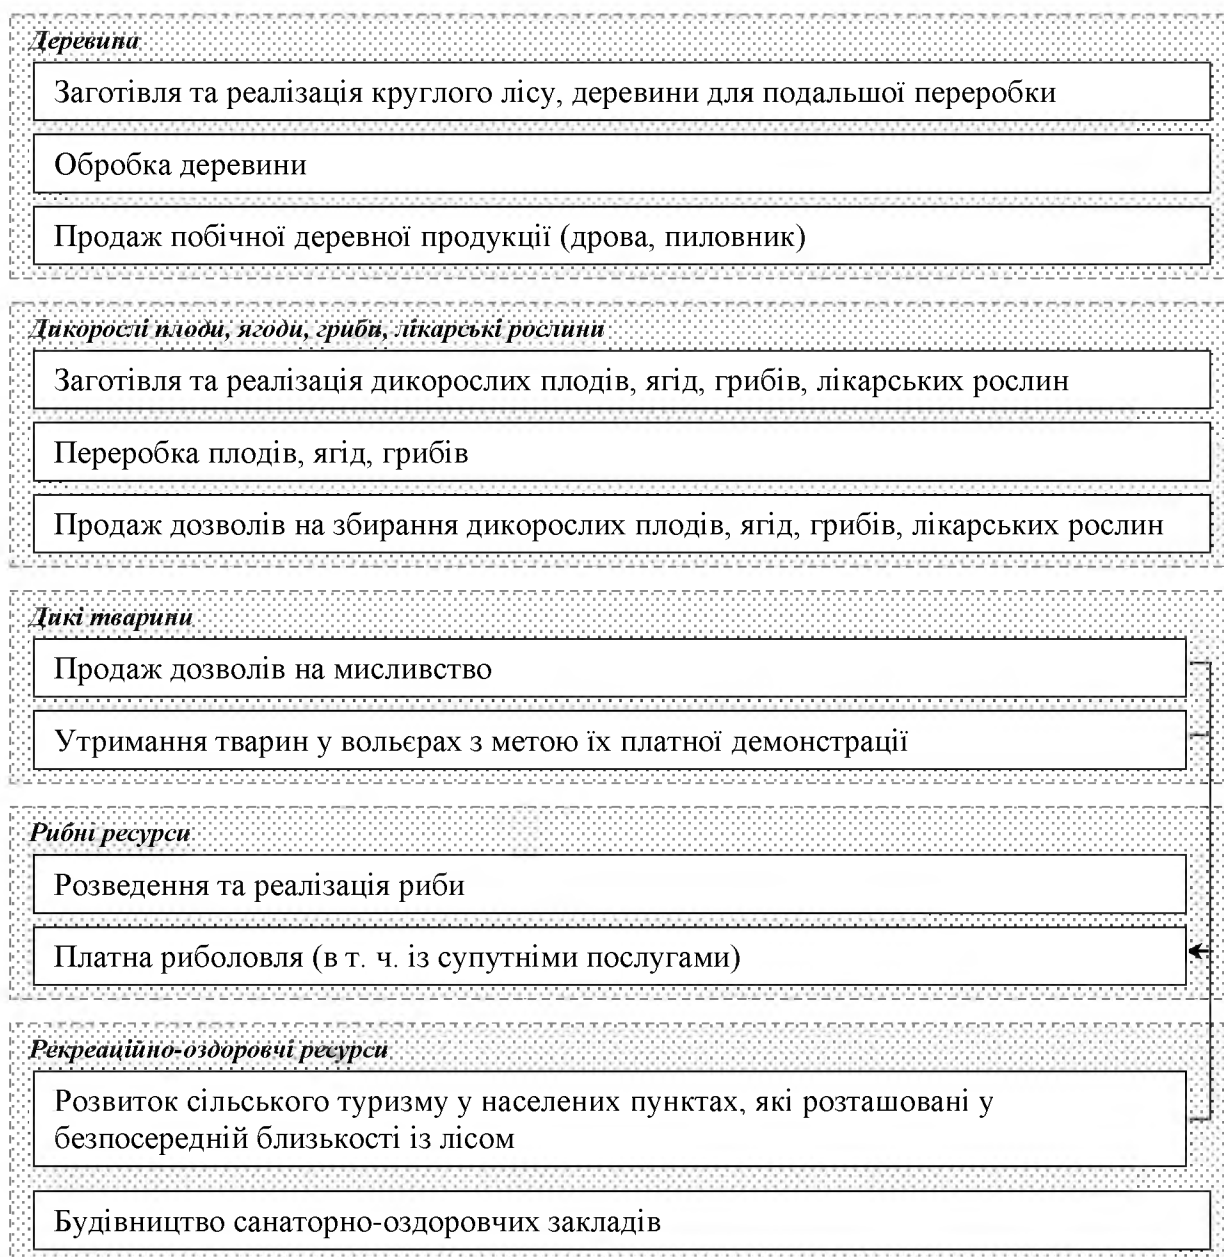 Деревина
Заготівля та реалізація круглого лісу, деревини для подальшої переробки
Обробка деревини
Продаж побічної деревної продукції (дрова, пиловник)
Дикорослі плоди, ягоди, гриби, лікарські рослини
Заготівля та реалізація дикорослих плодів, ягід, грибів, лікарських рослин
Переробка плодів, ягід, грибів
Продаж дозволів на збирання дикорослих плодів, ягід, грибів, лікарських рослин
Дикі тварини
Продаж дозволів на мисливство
Утримання тварин у вольєрах з метою їх платної демонстрації
Рибні ресурси
Розведення та реалізація риби
Платна риболовля (в т. ч. із супутніми послугами)
Рекреаційно-оздоровчі ресурси
Розвиток сільського туризму у населених пунктах, які розташовані у
безпосередній близькості із лісом
Будівництво санаторно-оздоровчих закладів